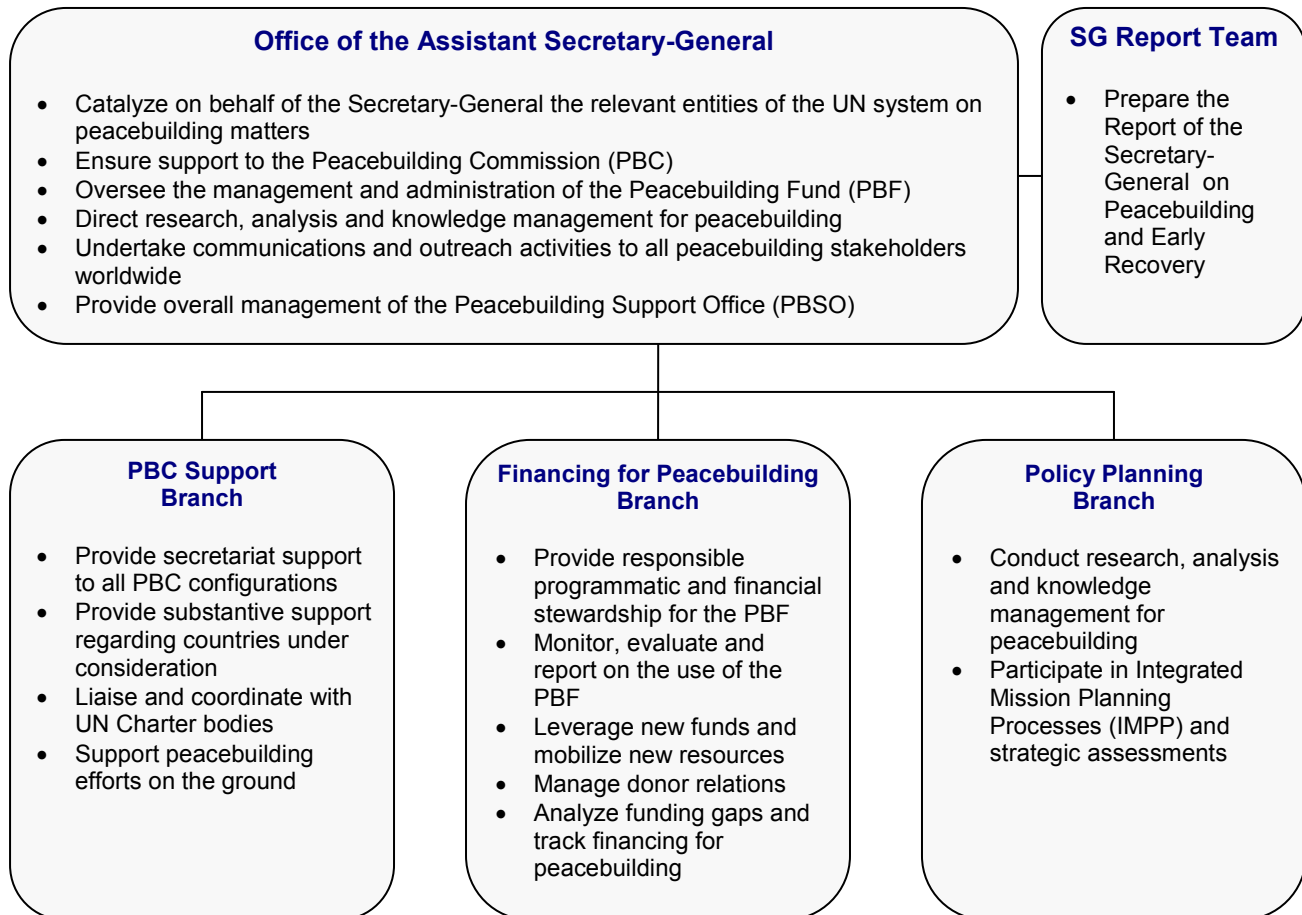 Office of the Assistant Secretary-General
• Catalyze on behalf of the Secretary-General the relevant entities of the UN system on
peacebuilding matters
• Ensure support to the Peacebuilding Commission (PBC)
• Oversee the management and administration of the Peacebuilding Fund (PBF)
• Direct research, analysis and knowledge management for peacebuilding
• Undertake communications and outreach activities to all peacebuilding stakeholders
worldwide
• Provide overall management of the Peacebuilding Support Office (PBSO)
SG Report Team
• Prepare the
Report of the
Secretary-
General on
Peacebuilding
and Early
Recovery
PBC Support
Branch
• Provide secretariat support
to all PBC configurations
• Provide substantive support
regarding countries under
consideration
• Liaise and coordinate with
UN Charter bodies
• Support peacebuilding
efforts on the ground
Financing for Peacebuilding
Branch
• Provide responsible
programmatic and financial
stewardship for the PBF
• Monitor, evaluate and
report on the use of the
PBF
• Leverage new funds and
mobilize new resources
• Manage donor relations
• Analyze funding gaps and
track financing for
peacebuilding
Policy Planning
Branch
• Conduct research, analysis
and knowledge
management for
peacebuilding
• Participate in Integrated
Mission Planning
Processes (IMPP) and
strategic assessments